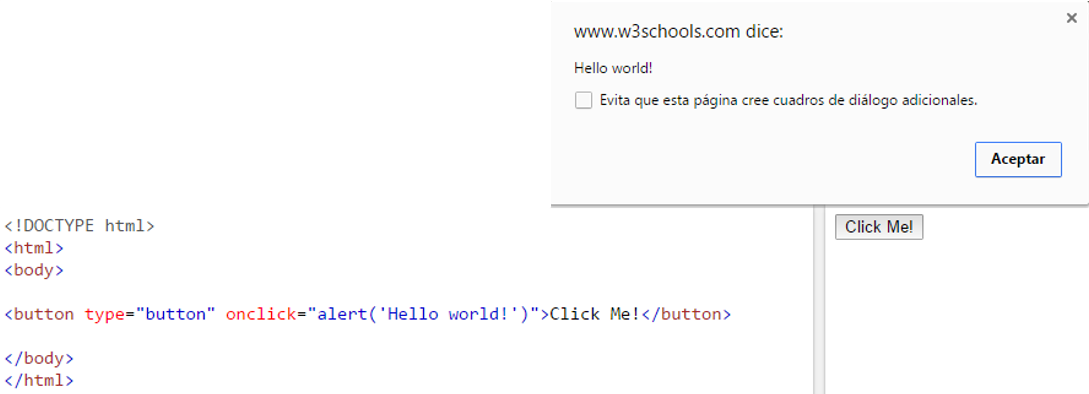 www.w3schools.com dice:
Hello world!
Evita que esta página cree cuadros de diálogo adicionales.
Aceptar
<!DOCTYPE html>
<html>
<body>
<button type="button" onclick="alert('Hello world!')">Click Me!</button>
</body>
</html>
Click Me!